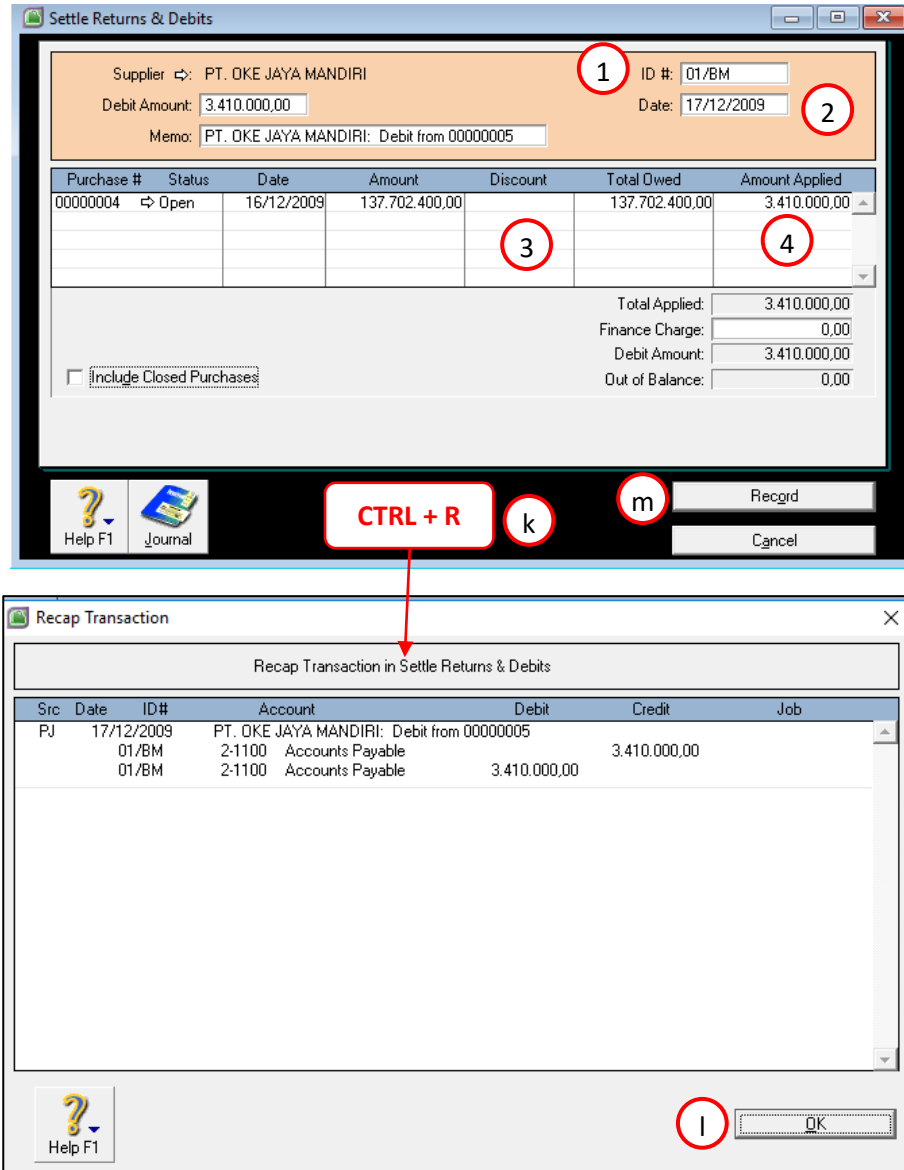 Settle Returns & Debits
Supplier ⇨: PT. OKE JAYA MANDIRI 1 ID #: 01/BM
Debit Amount: 3.410.000,00 Date: 17/12/2009 2
Memo: PT. OKE JAYA MANDIRI: Debit from 00000005
Purchase # Status Date Amount Discount Total Owed Amount Applied
00000004 ⇨ Open 16/12/2009 137.702.400,00 137.702.400,00 3.410.000,00
3 4
Total Applied: 3.410.000,00
Finance Charge: 0,00
Debit Amount: 3.410.000,00
Include Closed Purchases Out of Balance: 0,00
Help F1 Journal CTRL + R k m Record
Cancel
Recap Transaction
Recap Transaction in Settle Returns & Debits
Src Date ID# Account Debit Credit Job
PJ 17/12/2009 PT. OKE JAYA MANDIRI: Debit from 00000005
01/BM 2-1100 Accounts Payable 3.410.000,00
01/BM 2-1100 Accounts Payable 3.410.000,00
Help F1 l OK